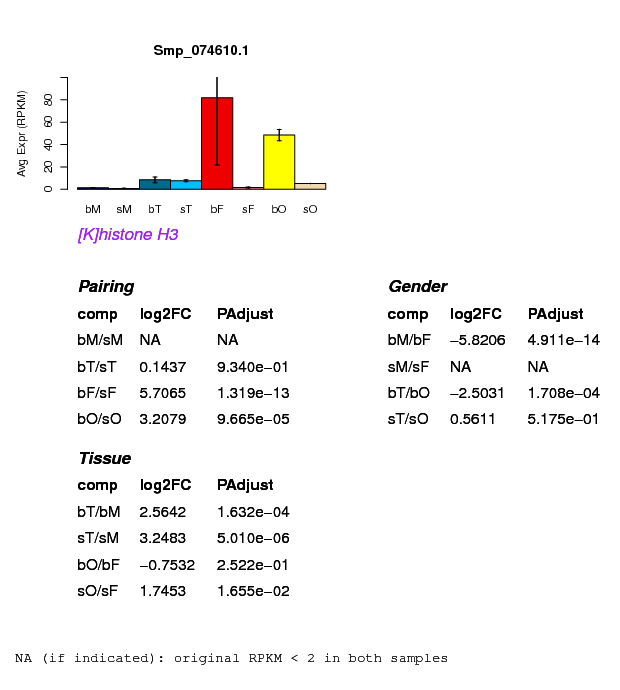 Smp_074610.1
Avg Expr (RPKM)
0 20 40 60 80
bM sM bT sT bF sF bO sO
[K]histone H3
Pairing
comp log2FC PAdjust
bM/sM NA NA
bT/sT 0.1437 9.340e−01
bF/sF 5.7065 1.319e−13
bO/sO 3.2079 9.665e−05
Gender
comp log2FC PAdjust
bM/bF −5.8206 4.911e−14
sM/sF NA NA
bT/bO −2.5031 1.708e−04
sT/sO 0.5611 5.175e−01
Tissue
comp log2FC PAdjust
bT/bM 2.5642 1.632e−04
sT/sM 3.2483 5.010e−06
bO/bF −0.7532 2.522e−01
sO/sF 1.7453 1.655e−02
NA (if indicated): original RPKM < 2 in both samples